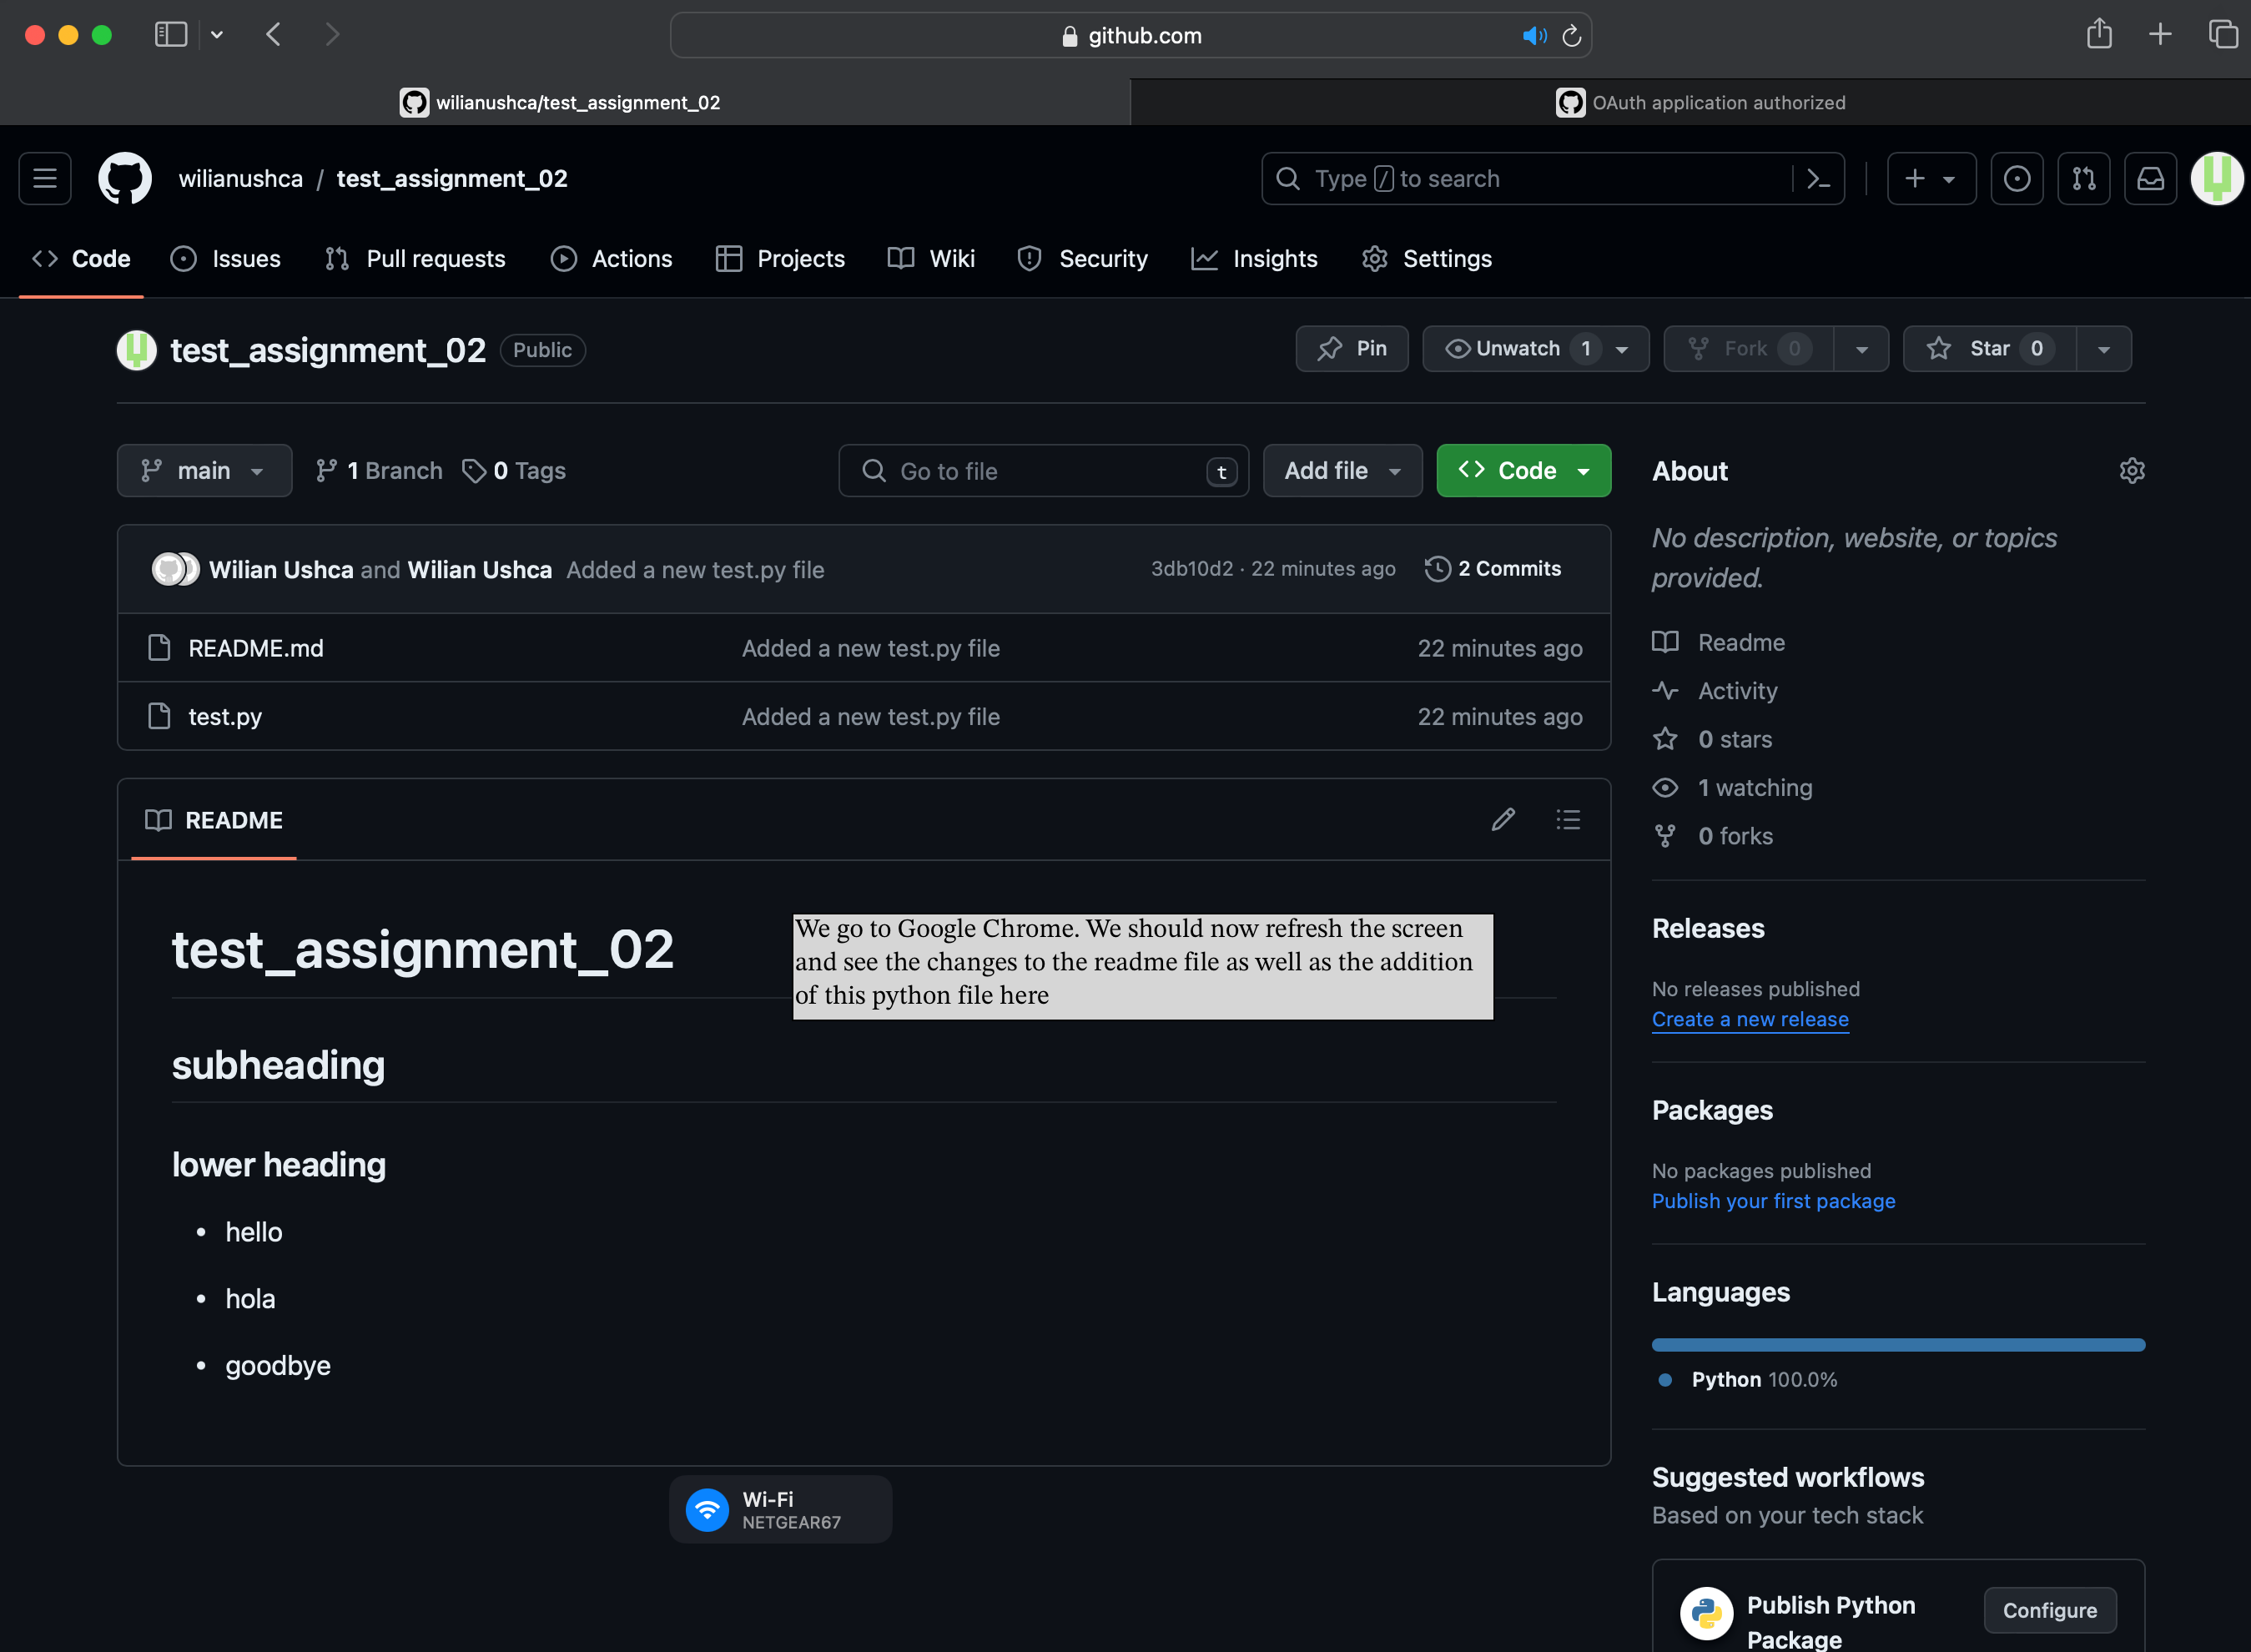 github.com
wilianushca/test_assignment_02
OAuth application authorized
wilianushca / test_assignment_02
Type / to search
Code Issues Pull requests Actions Projects Wiki Security Insights Settings
test_assignment_02 Public
Pin
Unwatch 1
Fork 0
Star 0
main
1 Branch
0 Tags
Go to file t
Add file
Code
Wilian Ushca and Wilian Ushca Added a new test.py file 3db10d2 · 22 minutes ago 2 Commits
README.md Added a new test.py file 22 minutes ago
test.py Added a new test.py file 22 minutes ago
README
test_assignment_02
We go to Google Chrome. We should now refresh the screen
and see the changes to the readme file as well as the addition
of this python file here
subheading
lower heading
• hello
• hola
• goodbye
Wi-Fi
NETGEAR67
About
No description, website, or topics
provided.
Readme
Activity
0 stars
1 watching
0 forks
Releases
No releases published
Create a new release
Packages
No packages published
Publish your first package
Languages
Python 100.0%
Suggested workflows
Based on your tech stack
Publish Python
Package
Configure